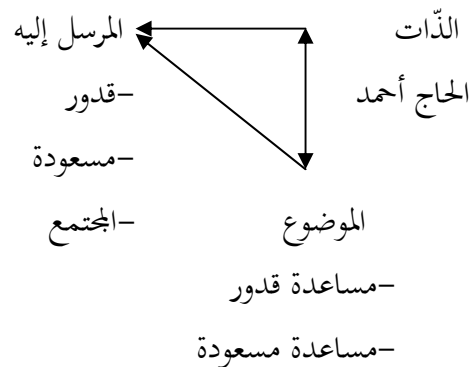 الذّات
المرسل إليه
الحاج أحمد
-قدور
-مسعودة
الموضوع
-المجتمع
-مساعدة قدور
-مساعدة مسعودة